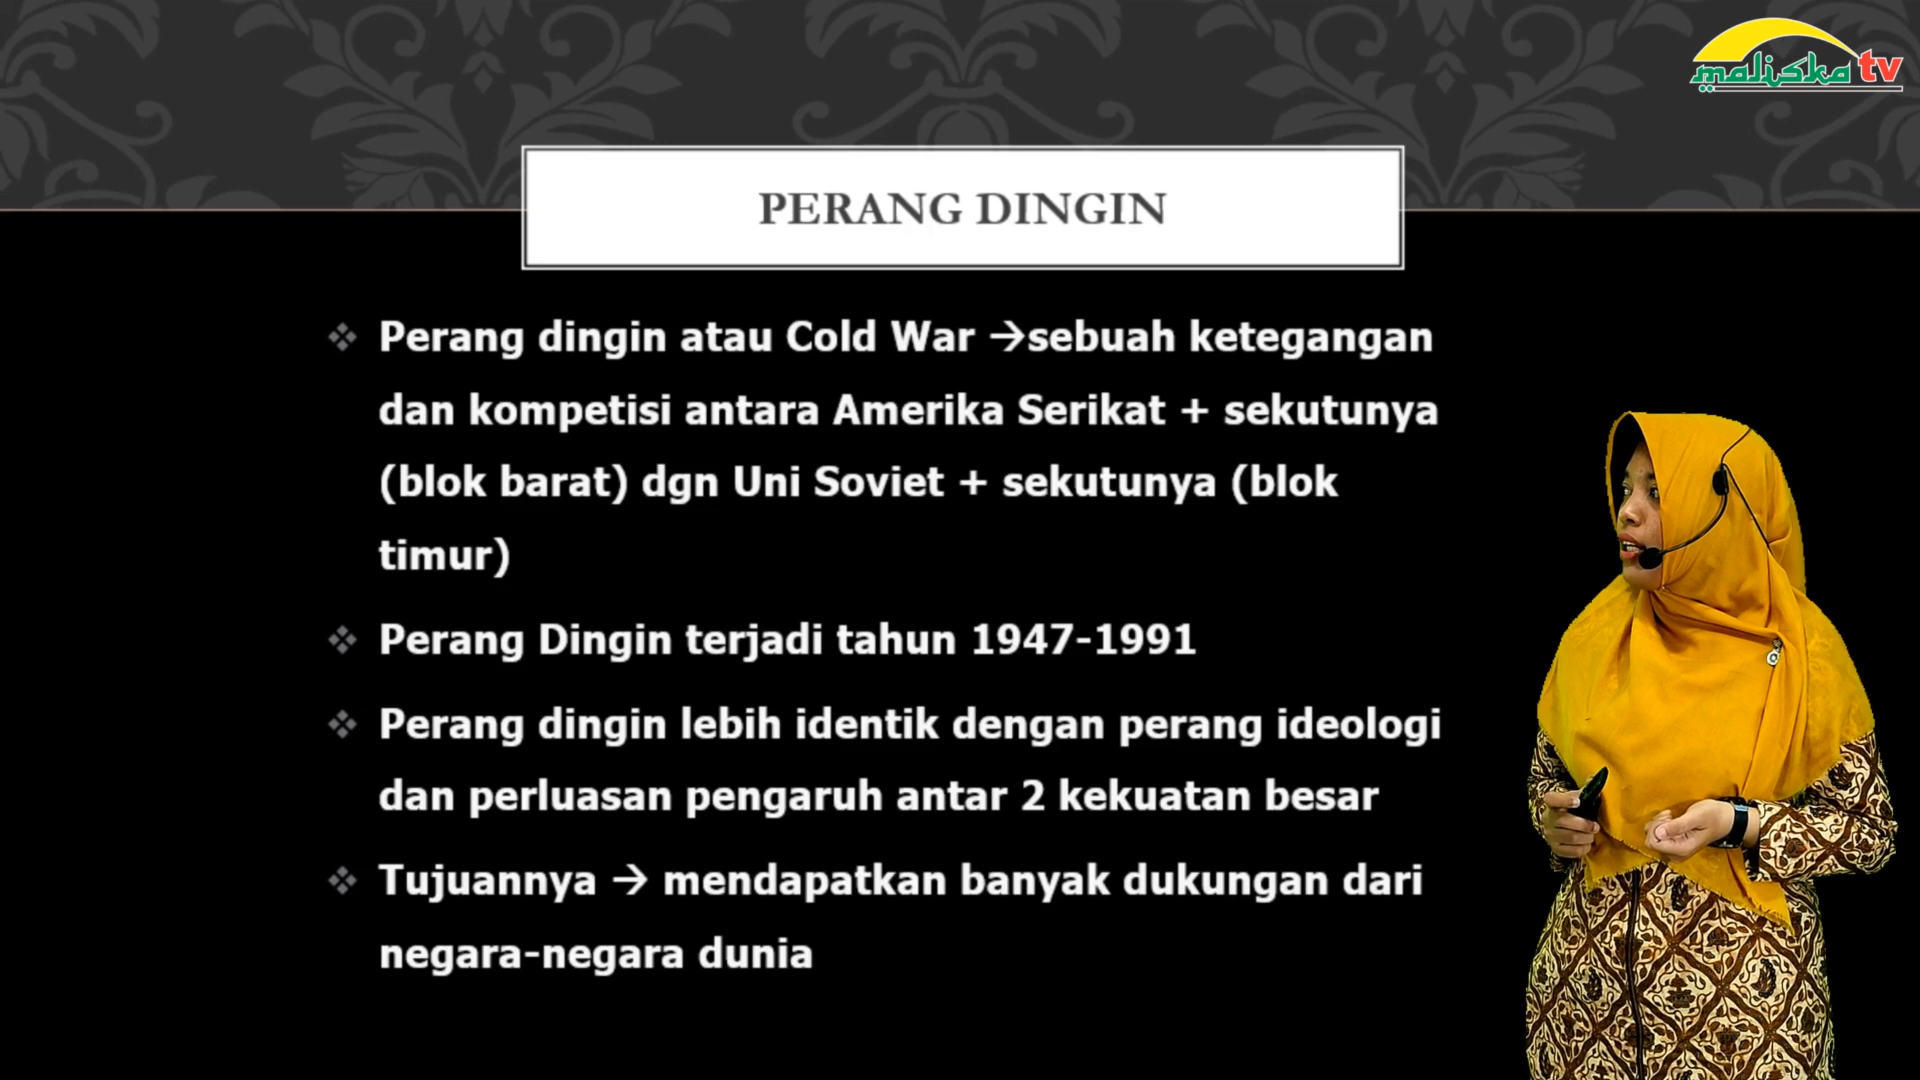 maliska tv
PERANG DINGIN
❖ Perang dingin atau Cold War →sebuah ketegangan
dan kompetisi antara Amerika Serikat + sekutunya
(blok barat) dgn Uni Soviet + sekutunya (blok
timur)
❖ Perang Dingin terjadi tahun 1947-1991
❖ Perang dingin lebih identik dengan perang ideologi
dan perluasan pengaruh antar 2 kekuatan besar
❖ Tujuannya → mendapatkan banyak dukungan dari
negara-negara dunia